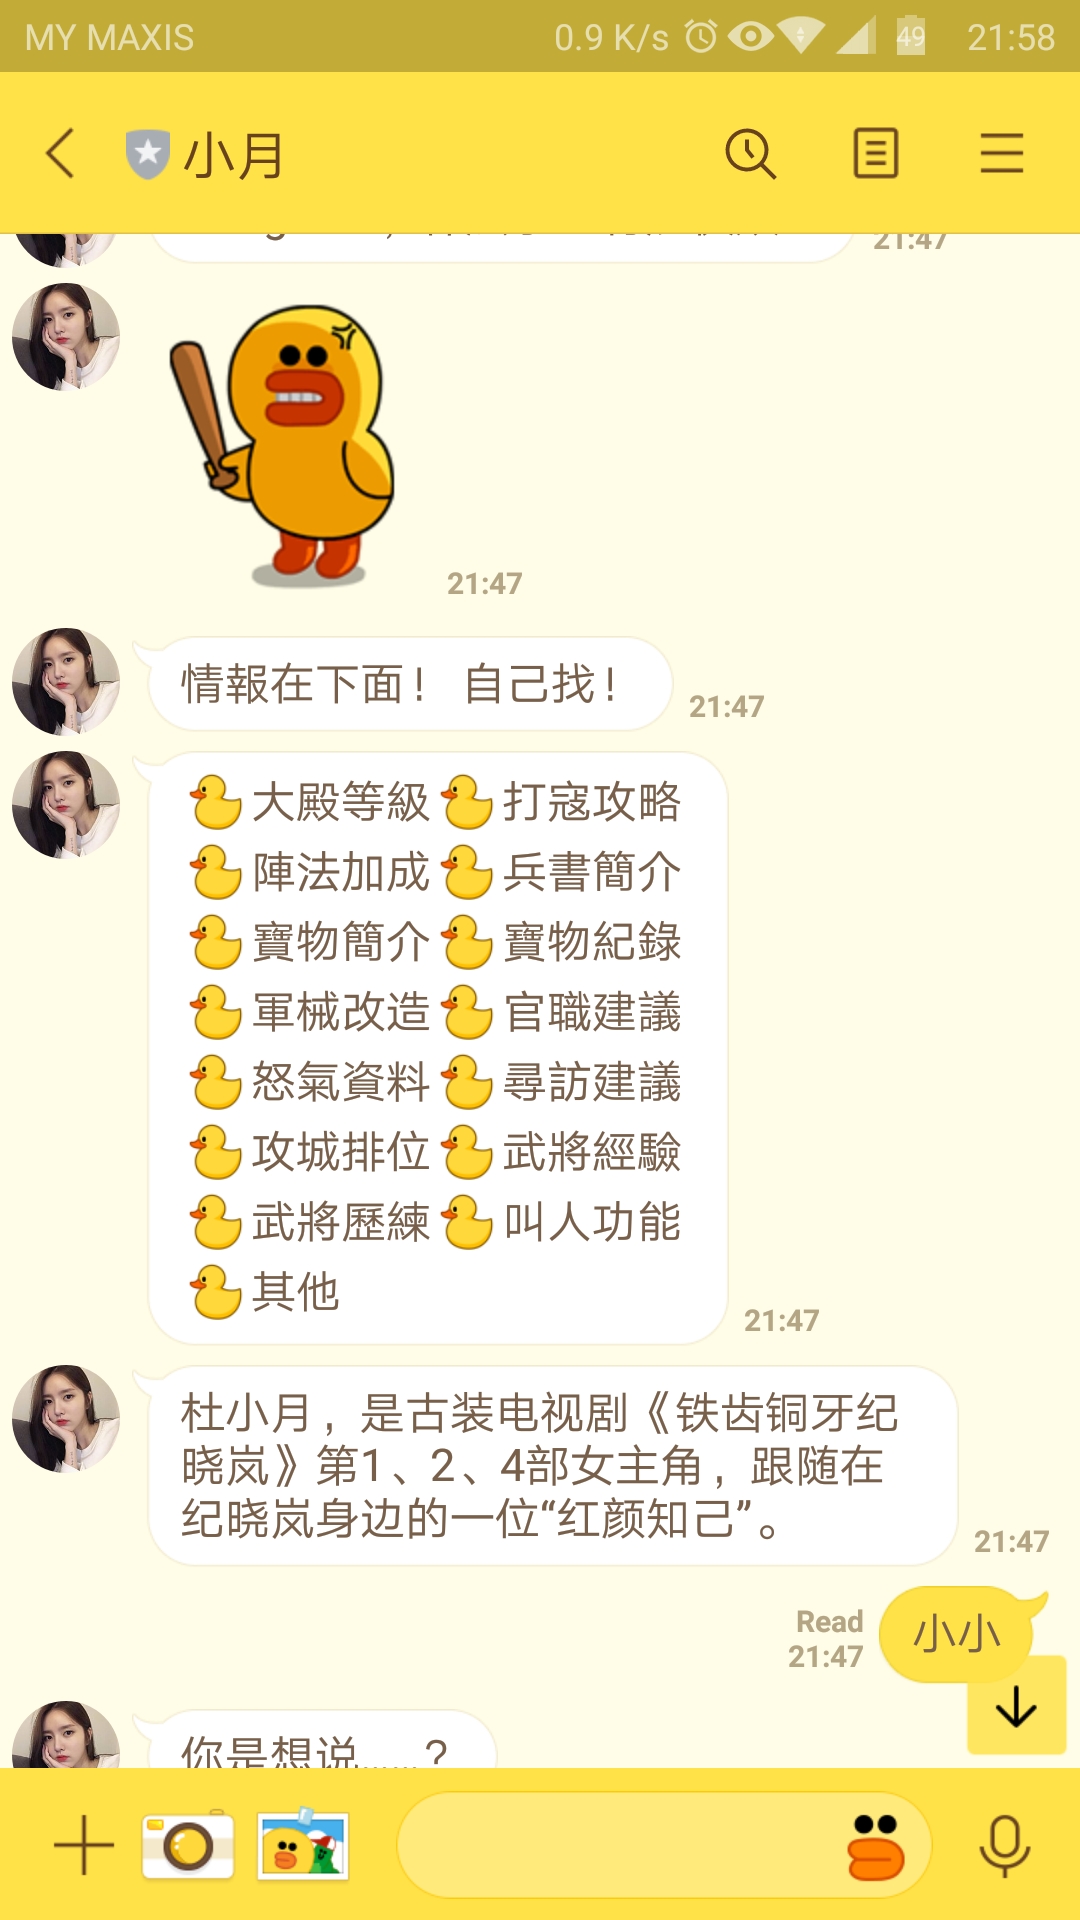 MY MAXIS 0.9 K/s 49 21:58
小月
21:47
21:47
情報在下面！ 自己找！
21:47
大殿等級 打寇攻略
陣法加成 兵書簡介
寶物簡介 寶物紀錄
軍械改造 官職建議
怒氣資料 尋訪建議
攻城排位 武將經驗
武將歷練 叫人功能
其他
21:47
杜小月，是古装电视剧《铁齿铜牙纪
晓岚》第1、2、4部女主角，跟随在
纪晓岚身边的一位“红颜知己”。
21:47
Read
21:47
小小
你是想说......?